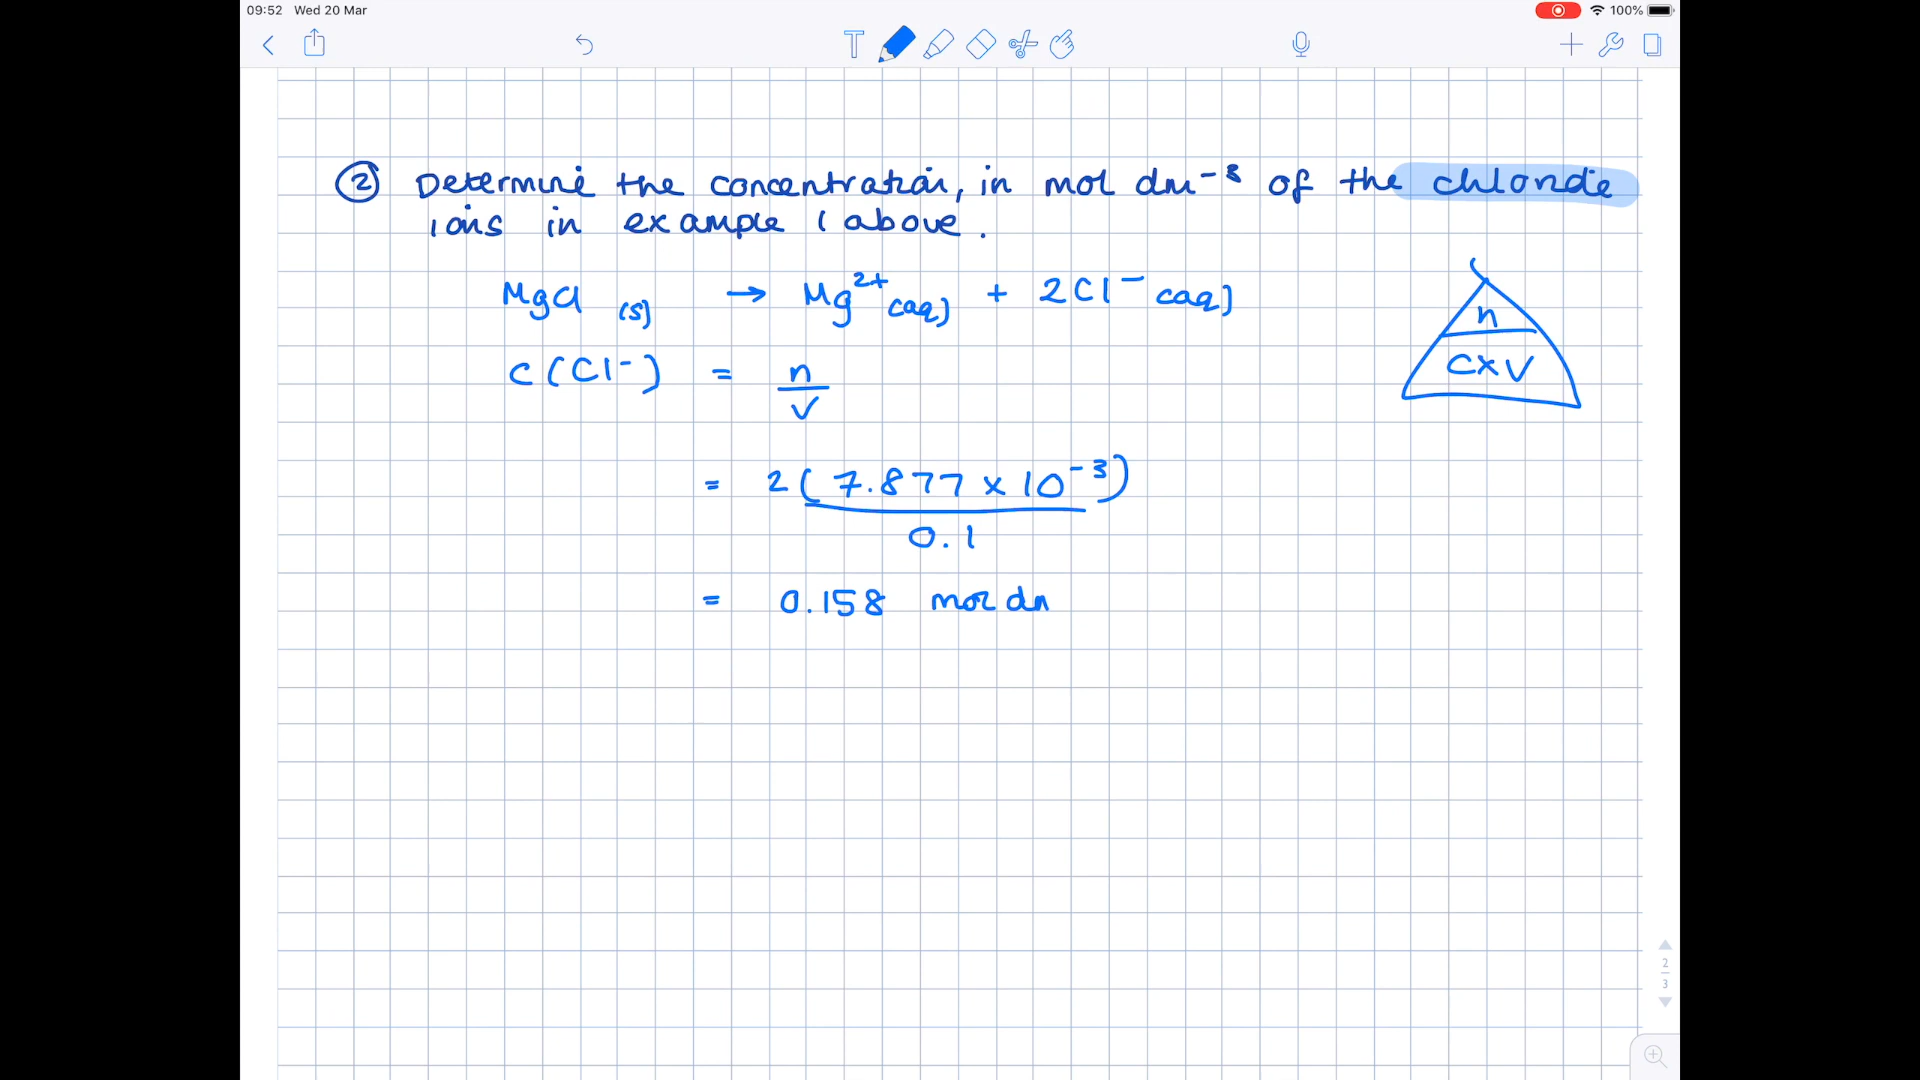 09:52 Wed 20 Mar 100%
T
② Determine the concentration, in mol dm⁻³ of the chloride
ions in example 1 above.
MgCl (s) → Mg²⁺ (aq) + 2Cl⁻ (aq)
n
C × V
c (Cl⁻) = n
V
= 2(7.877 × 10⁻³)
0.1
= 0.158 mol dm
2
3